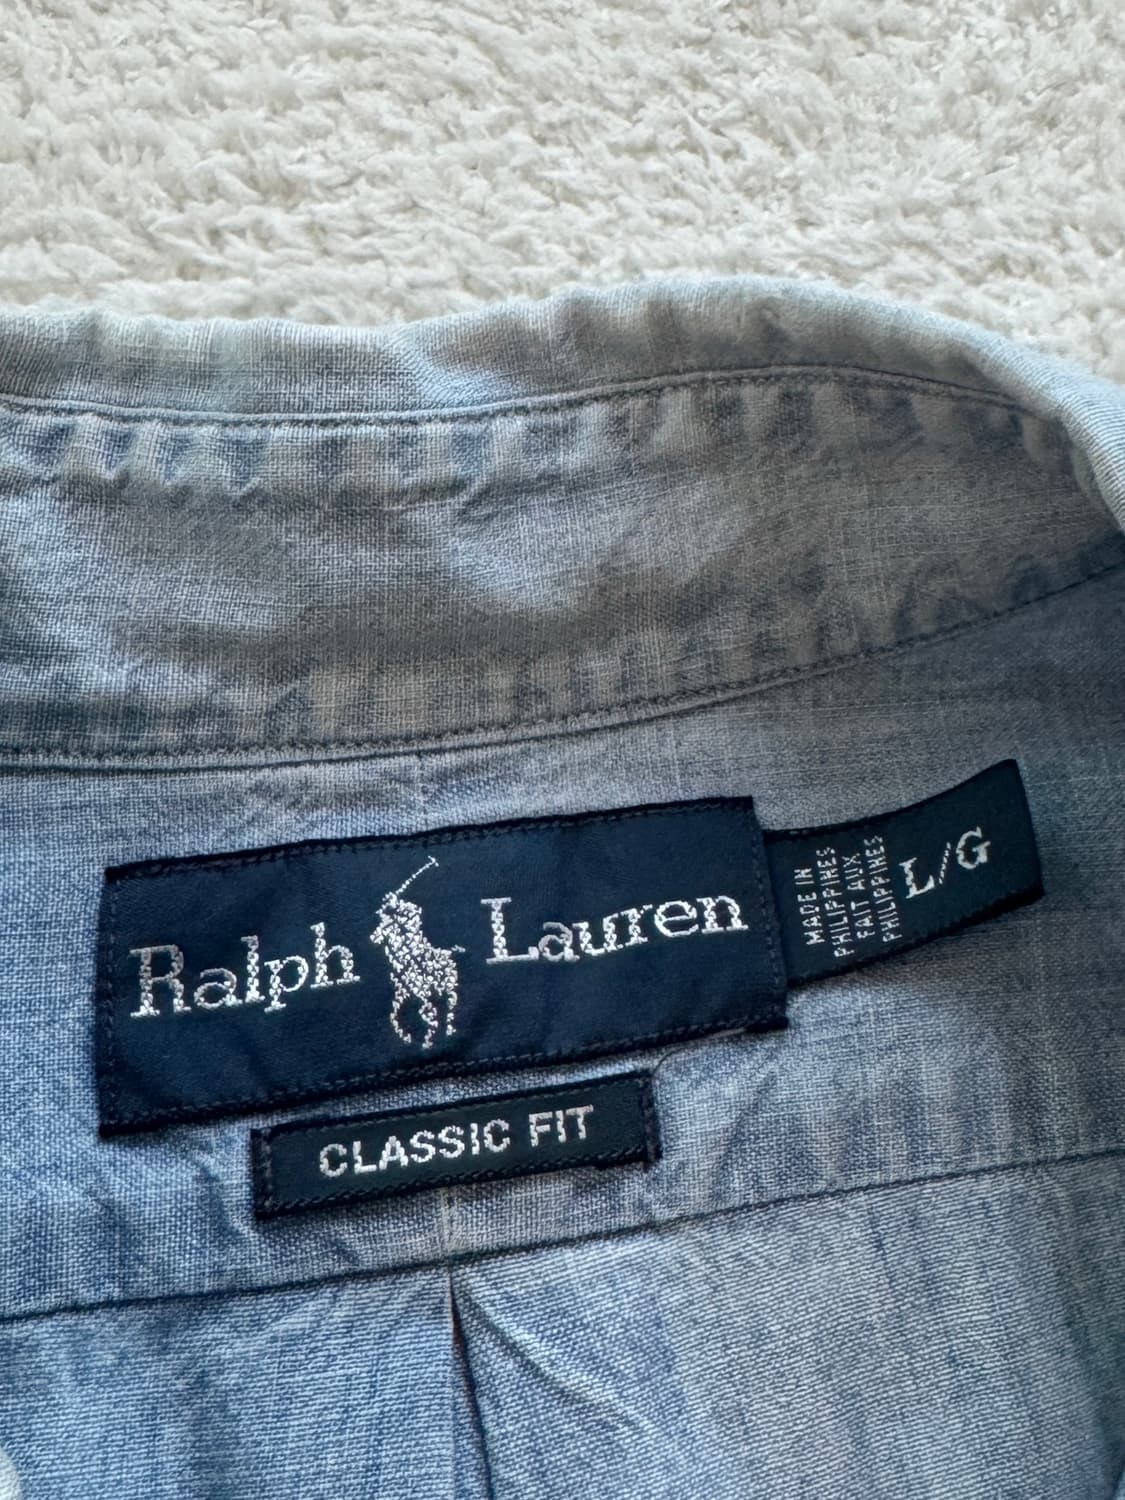 Ralph Lauren
MADE IN
PHILIPPINES
FAIT AUX
PHILIPPINES
L/G
CLASSIC FIT